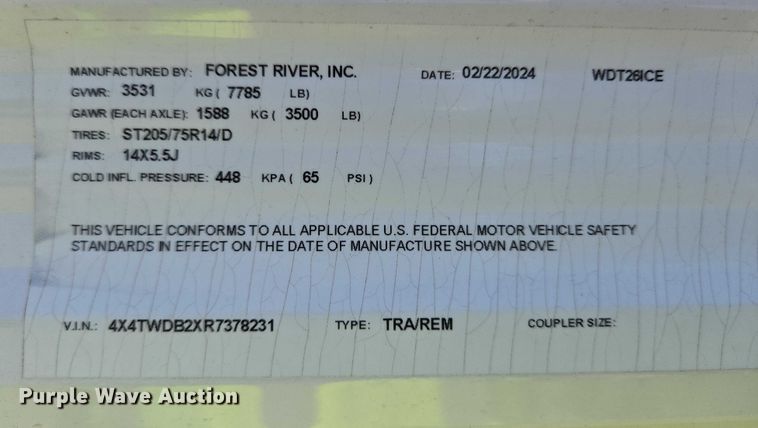 MANUFACTURED BY: FOREST RIVER, INC. DATE: 02/22/2024 WDT26ICE
GVWR: 3531 KG ( 7785 LB)
GAWR (EACH AXLE): 1588 KG ( 3500 LB)
TIRES: ST205/75R14/D
RIMS: 14X5.5J
COLD INFL. PRESSURE: 448 KPA ( 65 PSI )
THIS VEHICLE CONFORMS TO ALL APPLICABLE U.S. FEDERAL MOTOR VEHICLE SAFETY
STANDARDS IN EFFECT ON THE DATE OF MANUFACTURE SHOWN ABOVE.
V.I.N.: 4X4TWDB2XR7378231 TYPE: TRA/REM COUPLER SIZE:
Purple Wave Auction